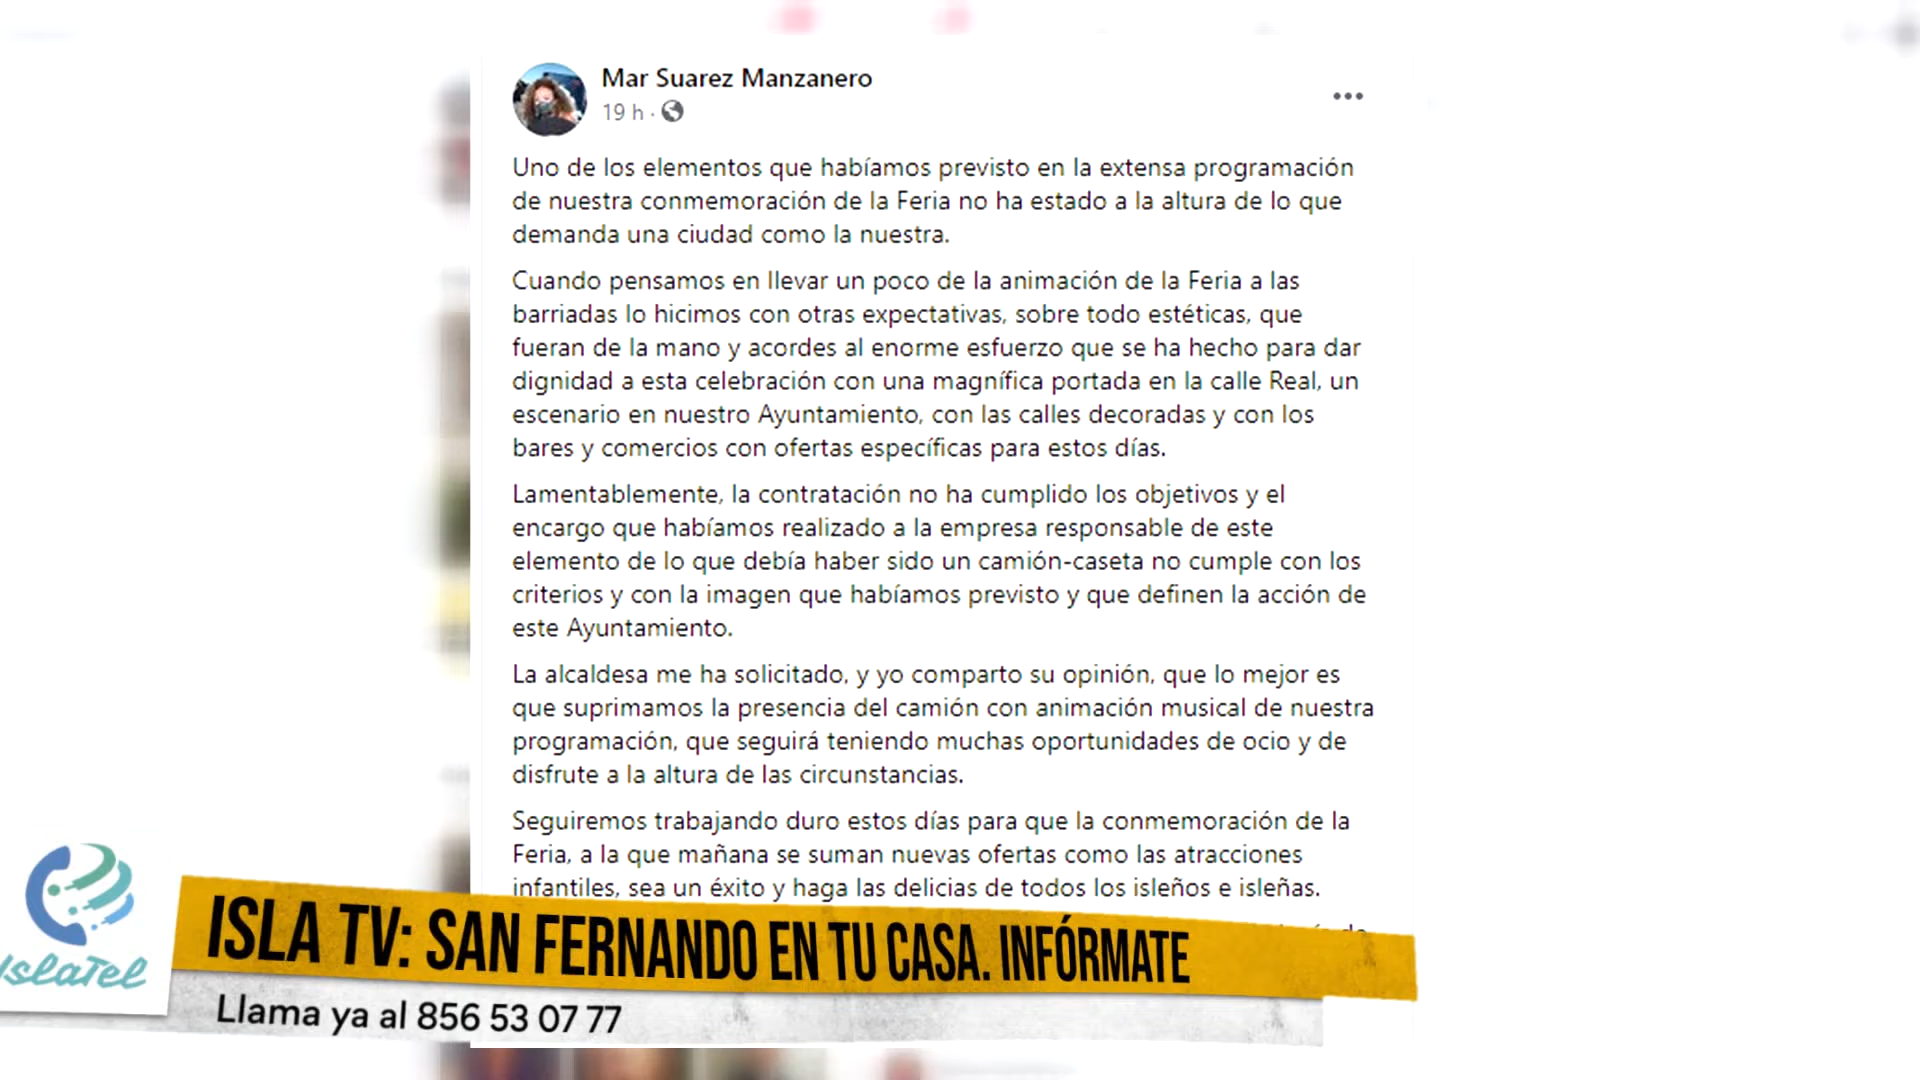 Mar Suarez Manzanero
19 h ·
Uno de los elementos que habíamos previsto en la extensa programación
de nuestra conmemoración de la Feria no ha estado a la altura de lo que
demanda una ciudad como la nuestra.
Cuando pensamos en llevar un poco de la animación de la Feria a las
barriadas lo hicimos con otras expectativas, sobre todo estéticas, que
fueran de la mano y acordes al enorme esfuerzo que se ha hecho para dar
dignidad a esta celebración con una magnífica portada en la calle Real, un
escenario en nuestro Ayuntamiento, con las calles decoradas y con los
bares y comercios con ofertas específicas para estos días.
Lamentablemente, la contratación no ha cumplido los objetivos y el
encargo que habíamos realizado a la empresa responsable de este
elemento de lo que debía haber sido un camión-caseta no cumple con los
criterios y con la imagen que habíamos previsto y que definen la acción de
este Ayuntamiento.
La alcaldesa me ha solicitado, y yo comparto su opinión, que lo mejor es
que suprimamos la presencia del camión con animación musical de nuestra
programación, que seguirá teniendo muchas oportunidades de ocio y de
disfrute a la altura de las circunstancias.
Seguiremos trabajando duro estos días para que la conmemoración de la
Feria, a la que mañana se suman nuevas ofertas como las atracciones
infantiles, sea un éxito y haga las delicias de todos los isleños e isleñas.
ISLA TV: SAN FERNANDO EN TU CASA. INFÓRMATE
IslaTel
Llama ya al 856 53 07 77